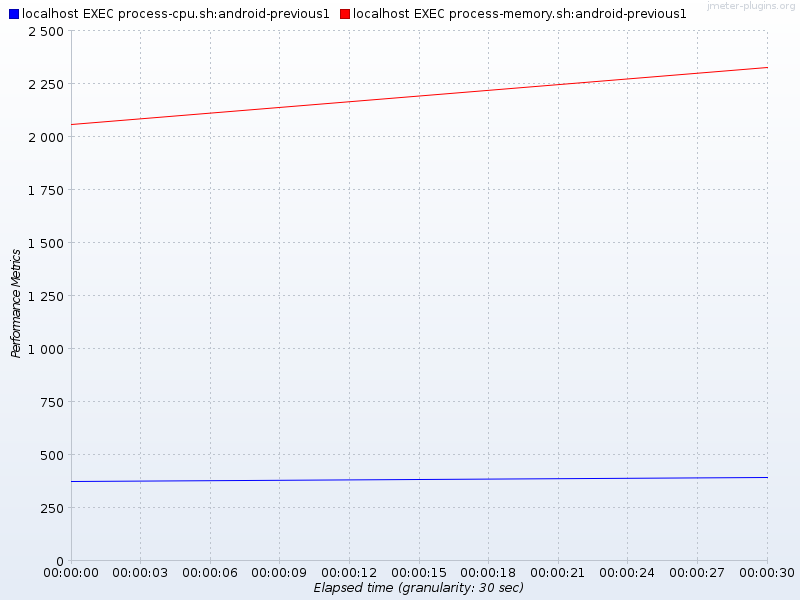 jmeter-plugins.org
localhost EXEC process-cpu.sh:android-previous1 localhost EXEC process-memory.sh:android-previous1
2 500
2 250
2 000
1 750
1 500
1 250
1 000
750
500
250
0
Performance Metrics
00:00:00 00:00:03 00:00:06 00:00:09 00:00:12 00:00:15 00:00:18 00:00:21 00:00:24 00:00:27 00:00:30
Elapsed time (granularity: 30 sec)